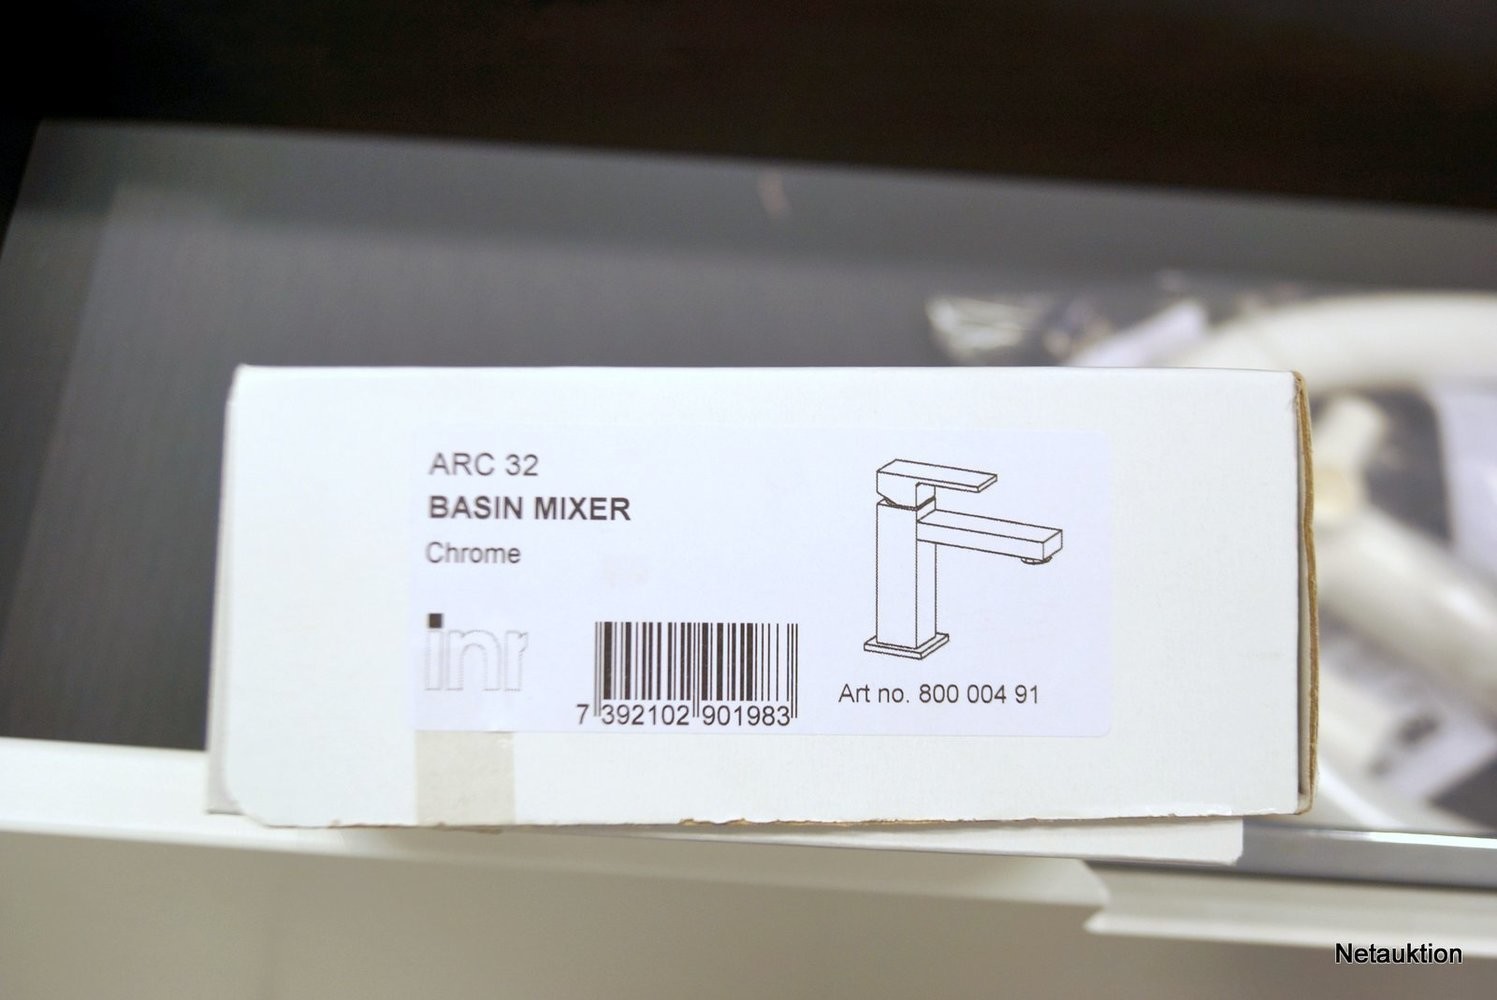 ARC 32
BASIN MIXER
Chrome
inr
7 392102 901983
Art no. 800 004 91
Netauktion